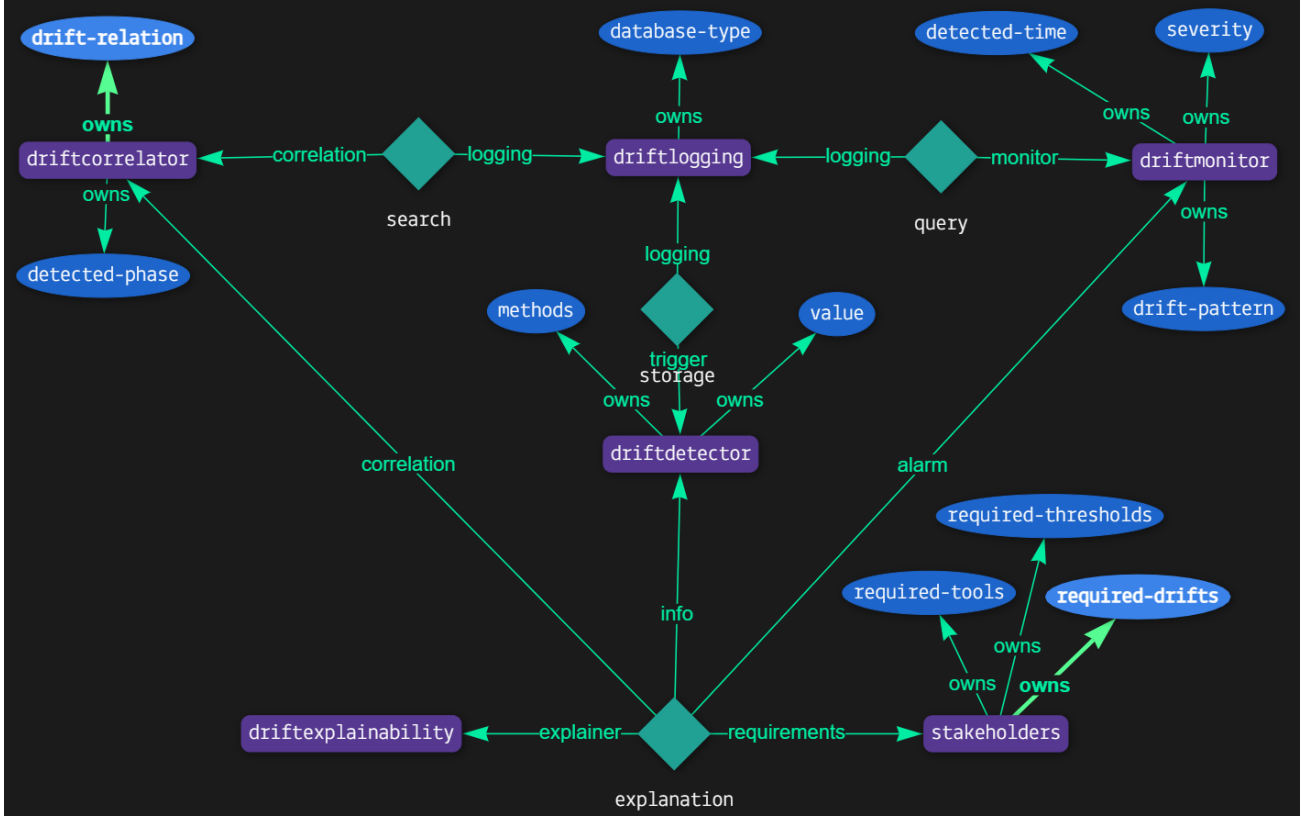 drift-relation
database-type
detected-time
severity
owns
owns
owns
owns
driftcorrelator
correlation
logging
driftlogging
logging
monitor
driftmonitor
owns
search
query
owns
detected-phase
logging
drift-pattern
methods
value
trigger
storage
owns
owns
driftdetector
correlation
alarm
required-thresholds
required-tools
required-drifts
info
owns
owns
owns
driftexplainability
explainer
requirements
stakeholders
explanation